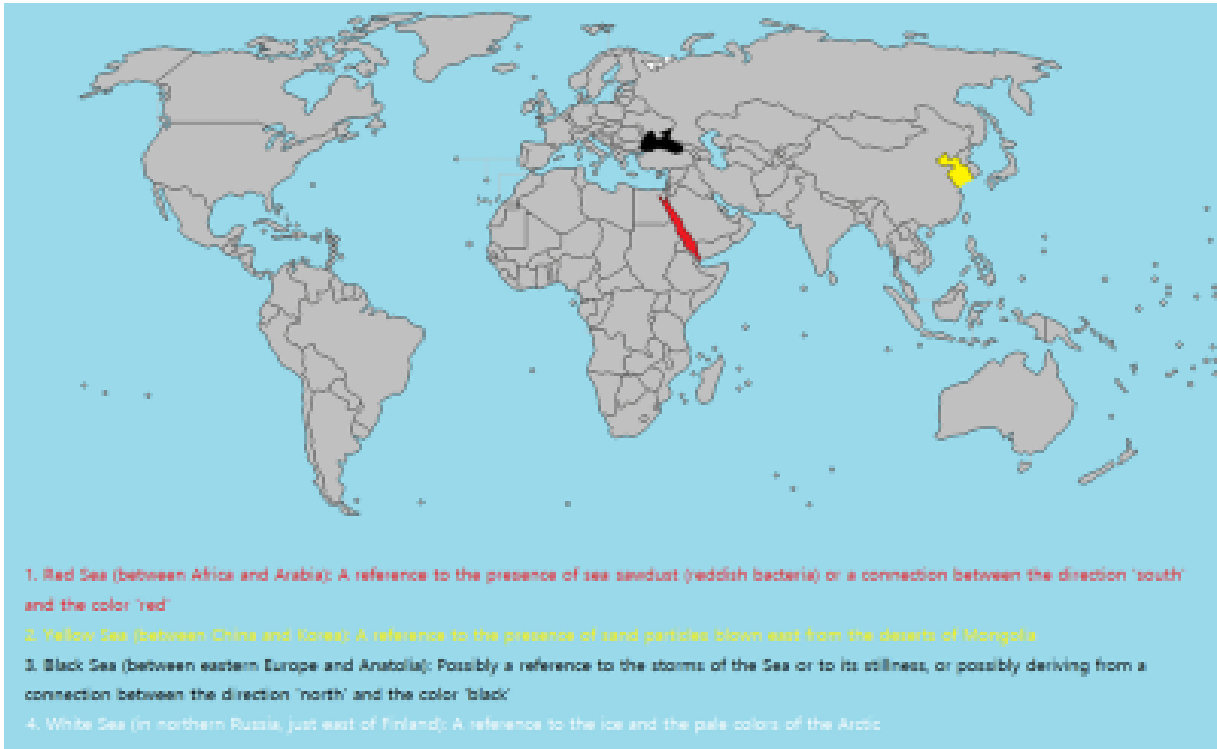 1. Red Sea (between Africa and Arabia): A reference to the presence of sea sawdust (reddish bacteria) or a connection between the direction 'south'
and the color 'red'
2. Yellow Sea (between China and Korea): A reference to the presence of sand particles blown east from the deserts of Mongolia
3. Black Sea (between eastern Europe and Anatolia): Possibly a reference to the storms of the Sea or to its stillness, or possibly deriving from a
connection between the direction 'north' and the color 'black'
4. White Sea (in northern Russia, just east of Finland): A reference to the ice and the pale colors of the Arctic